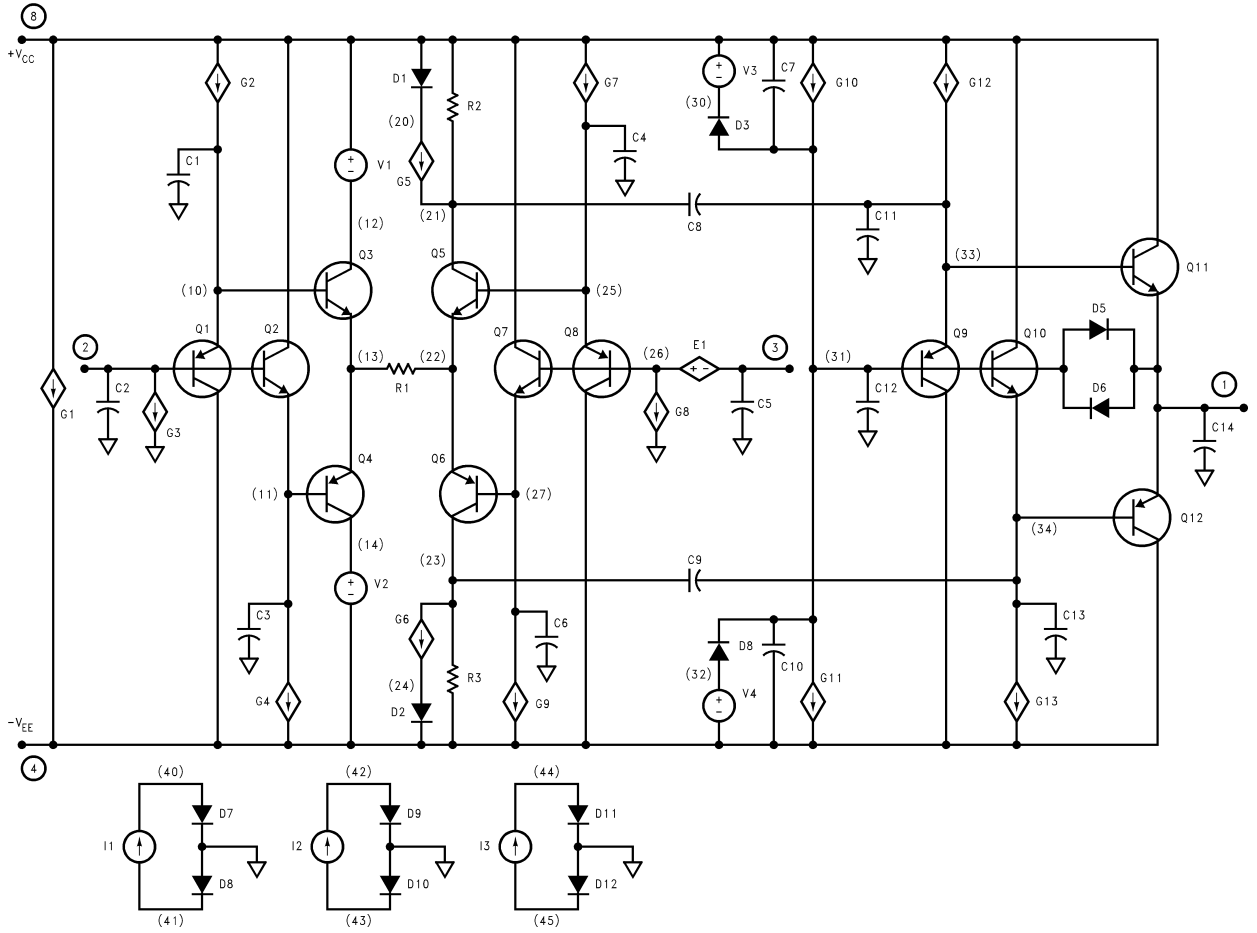 8
+VCC
G2
D1
R2
G7
V3
C7
G10
G12
(30)
D3
(20)
C4
C1
V1
G5
(12)
(21)
C8
C11
Q3
Q5
(33)
Q11
(10)
(25)
D5
2
Q1
Q2
Q7
Q8
E1
3
Q9
Q10
(13)
(22)
(26)
(31)
R1
1
G1
C2
G3
G8
C5
C12
D6
C14
Q4
Q6
(11)
(27)
Q12
(14)
(34)
(23)
C9
V2
C3
G6
C6
D8
C10
C13
(32)
R3
G11
(24)
V4
G4
D2
G9
G13
-VEE
4
(40)
(42)
(44)
D7
D9
D11
I1
I2
I3
D8
D10
D12
(41)
(43)
(45)